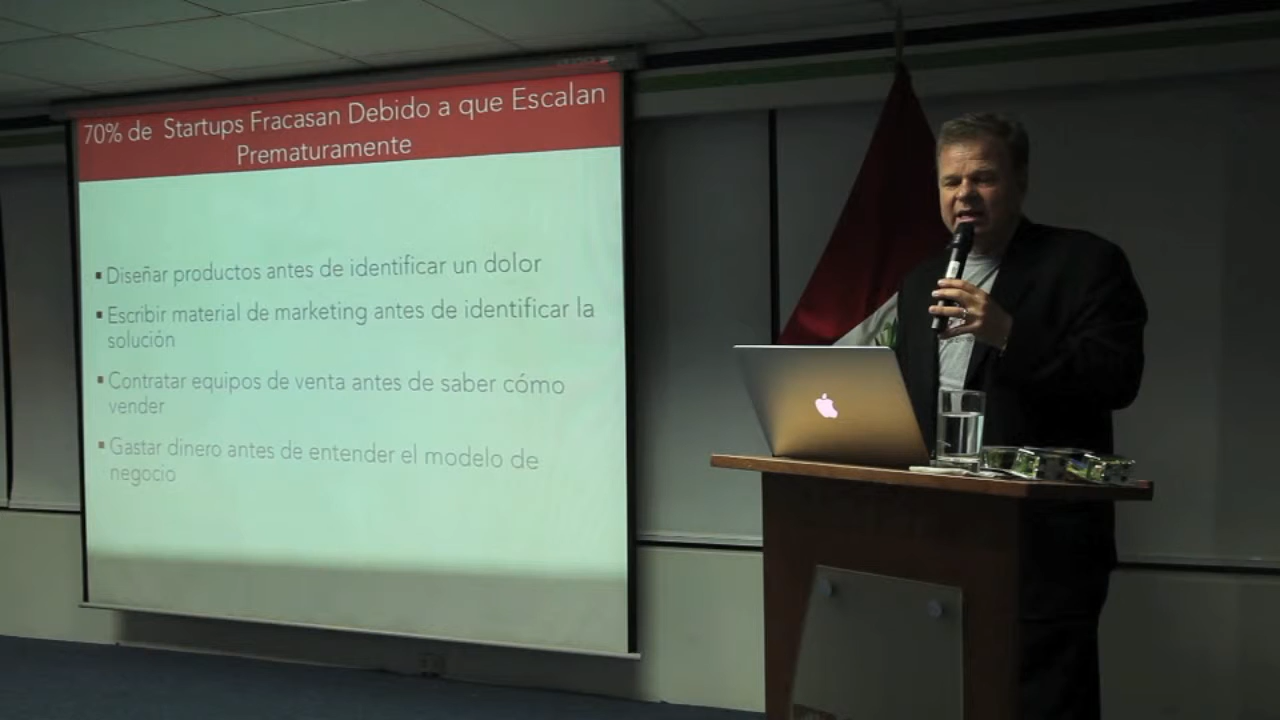 70% de Startups Fracasan Debido a que Escalan
Prematuramente
▪ Diseñar productos antes de identificar un dolor
▪ Escribir material de marketing antes de identificar la
solución
▪ Contratar equipos de venta antes de saber cómo
vender
▪ Gastar dinero antes de entender el modelo de
negocio